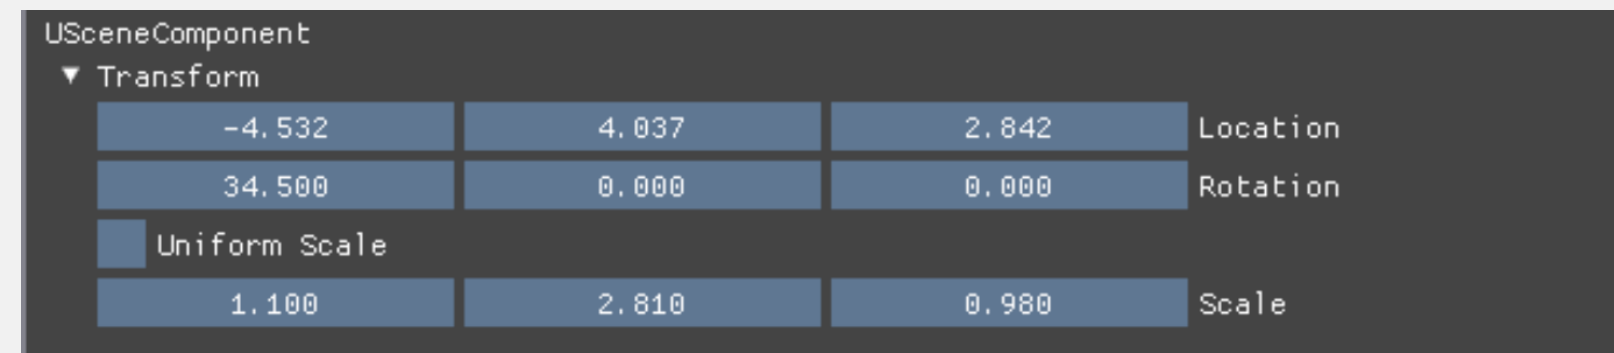 USceneComponent
Transform
-4.532 4.037 2.842 Location
34.500 0.000 0.000 Rotation
Uniform Scale
1.100 2.810 0.980 Scale